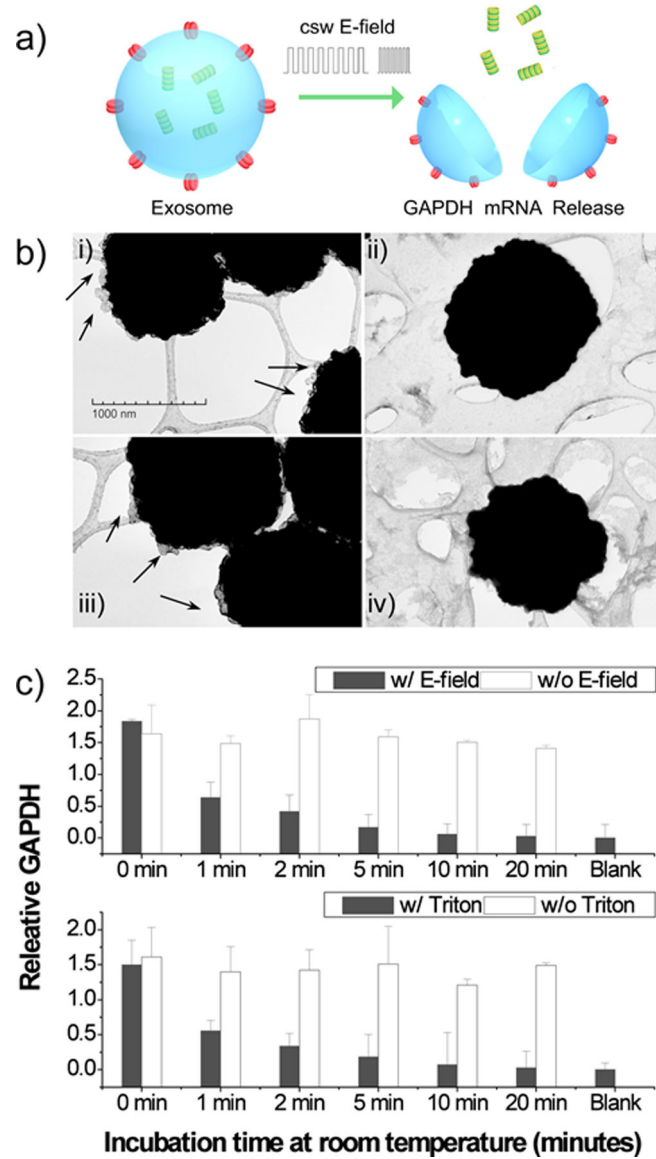 a)
csw E-field
Exosome
GAPDH mRNA Release
b)
i)
ii)
1000 nm
iii)
iv)
c)
w/ E-field w/o E-field
2.5
2.0
1.5
1.0
0.5
0.0
0 min 1 min 2 min 5 min 10 min 20 min Blank
w/ Triton w/o Triton
2.0
1.5
1.0
0.5
0.0
0 min 1 min 2 min 5 min 10 min 20 min Blank
Releative GAPDH
Incubation time at room temperature (minutes)